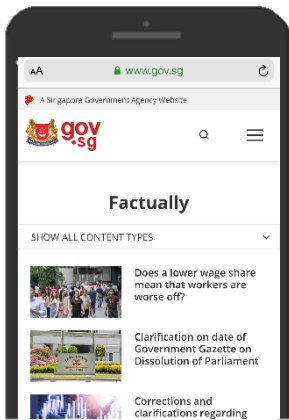 AA
www.gov.sg
A Singapore Government Agency Website
gov
.sg
Factually
SHOW ALL CONTENT TYPES
Does a lower wage share
mean that workers are
worse off?
Clarification on date of
Government Gazette on
Dissolution of Parliament
Corrections and
clarifications regarding